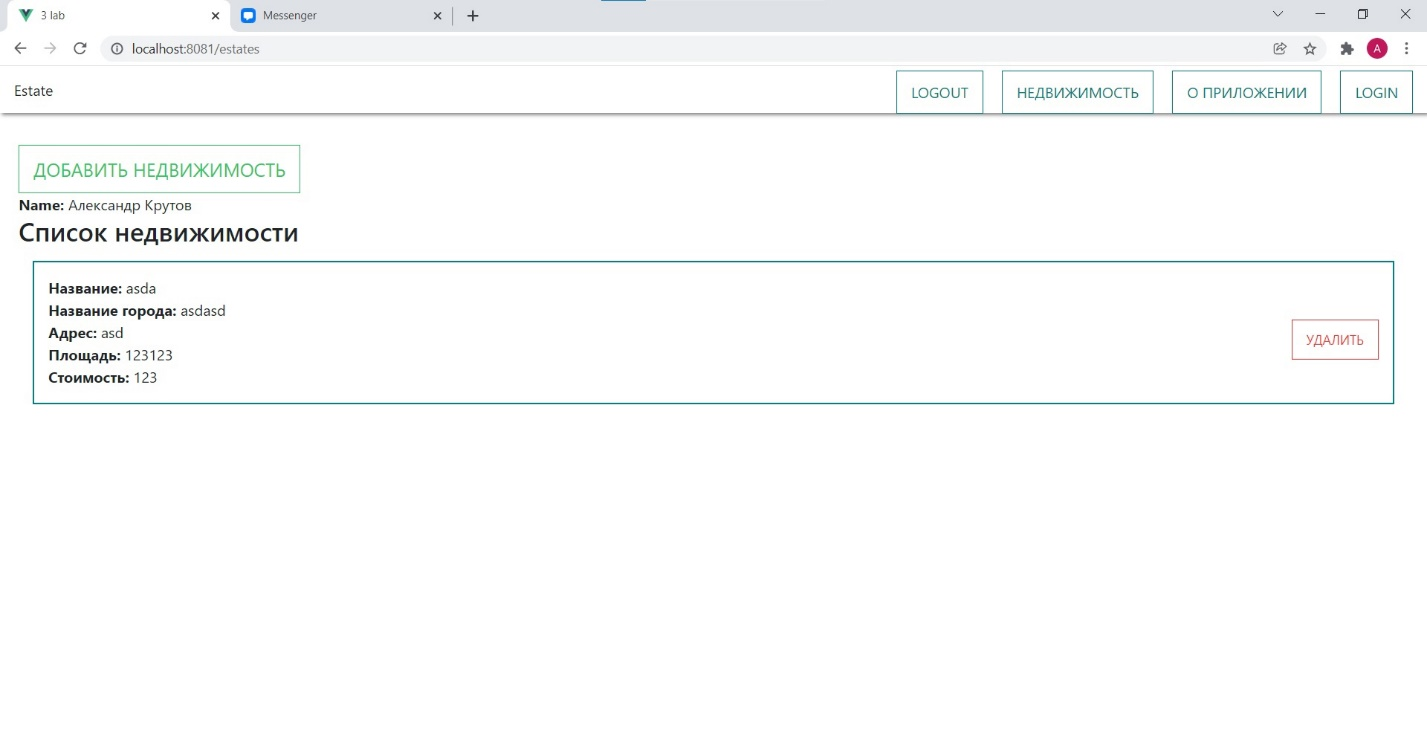 3 lab
Messenger
localhost:8081/estates
A
Estate
LOGOUT
НЕДВИЖИМОСТЬ
О ПРИЛОЖЕНИИ
LOGIN
ДОБАВИТЬ НЕДВИЖИМОСТЬ
Name: Александр Крутов
Список недвижимости
Название: asda
Название города: asdasd
Адрес: asd
Площадь: 123123
Стоимость: 123
УДАЛИТЬ